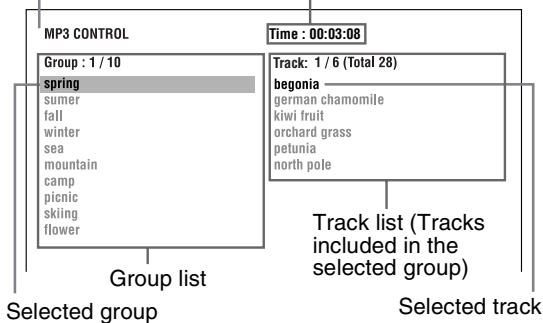 MP3 CONTROL
Time : 00:03:08
Group : 1 / 10
spring
sumer
fall
winter
sea
mountain
camp
picnic
skiing
flower
Track: 1 / 6 (Total 28)
begonia
german chamomile
kiwi fruit
orchard grass
petunia
north pole
Track list (Tracks
included in the
selected group)
Group list
Selected group
Selected track